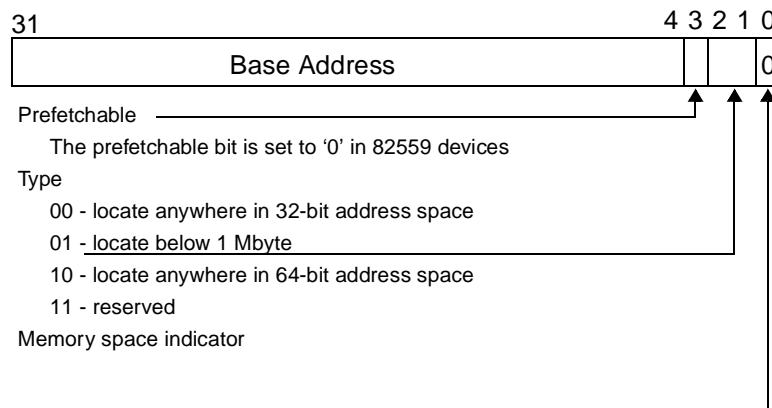 31 4 3 2 1 0
Base Address 0
Prefetchable
The prefetchable bit is set to ‘0’ in 82559 devices
Type
00 - locate anywhere in 32-bit address space
01 - locate below 1 Mbyte
10 - locate anywhere in 64-bit address space
11 - reserved
Memory space indicator